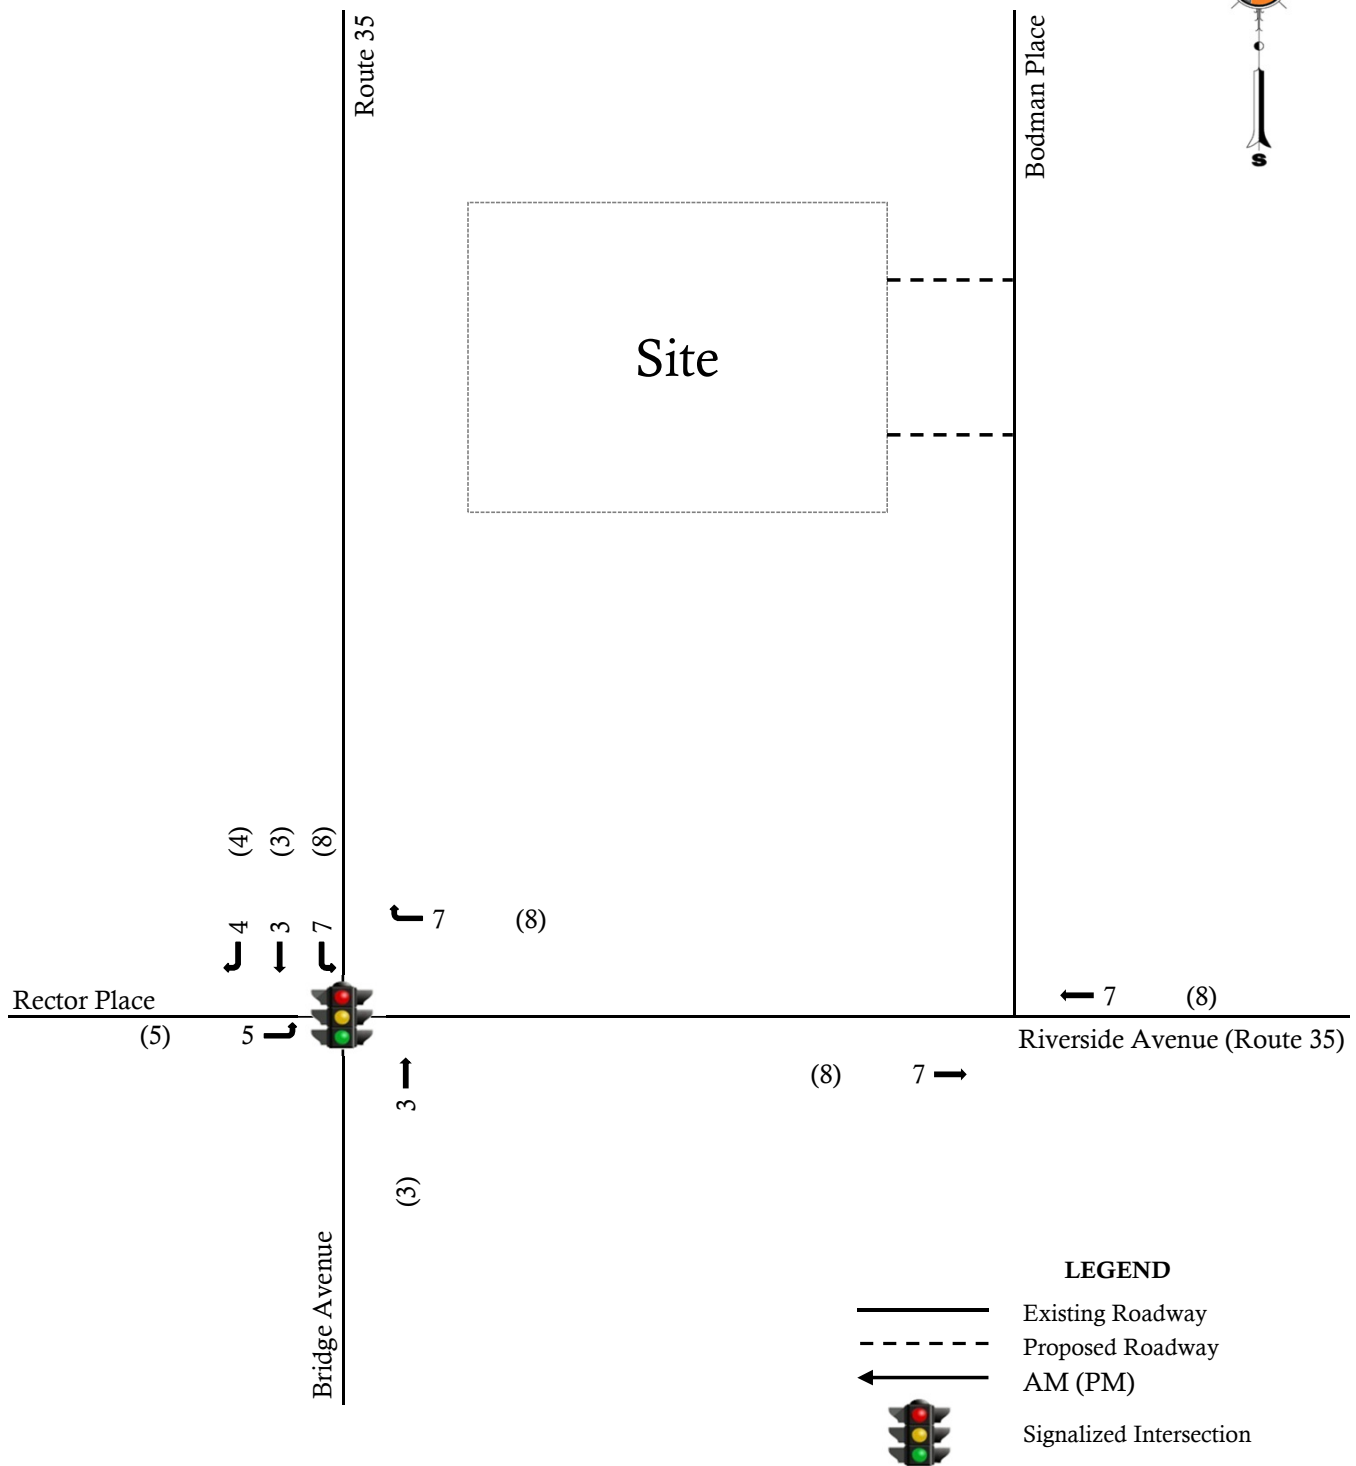 Route 35
Bodman Place
S
Site
(4) (3) (8)
4 3 7
7 (8)
Rector Place
7 (8)
(5) 5
Riverside Avenue (Route 35)
(8) 7
3
(3)
Bridge Avenue
LEGEND
Existing Roadway
Proposed Roadway
AM (PM)
Signalized Intersection